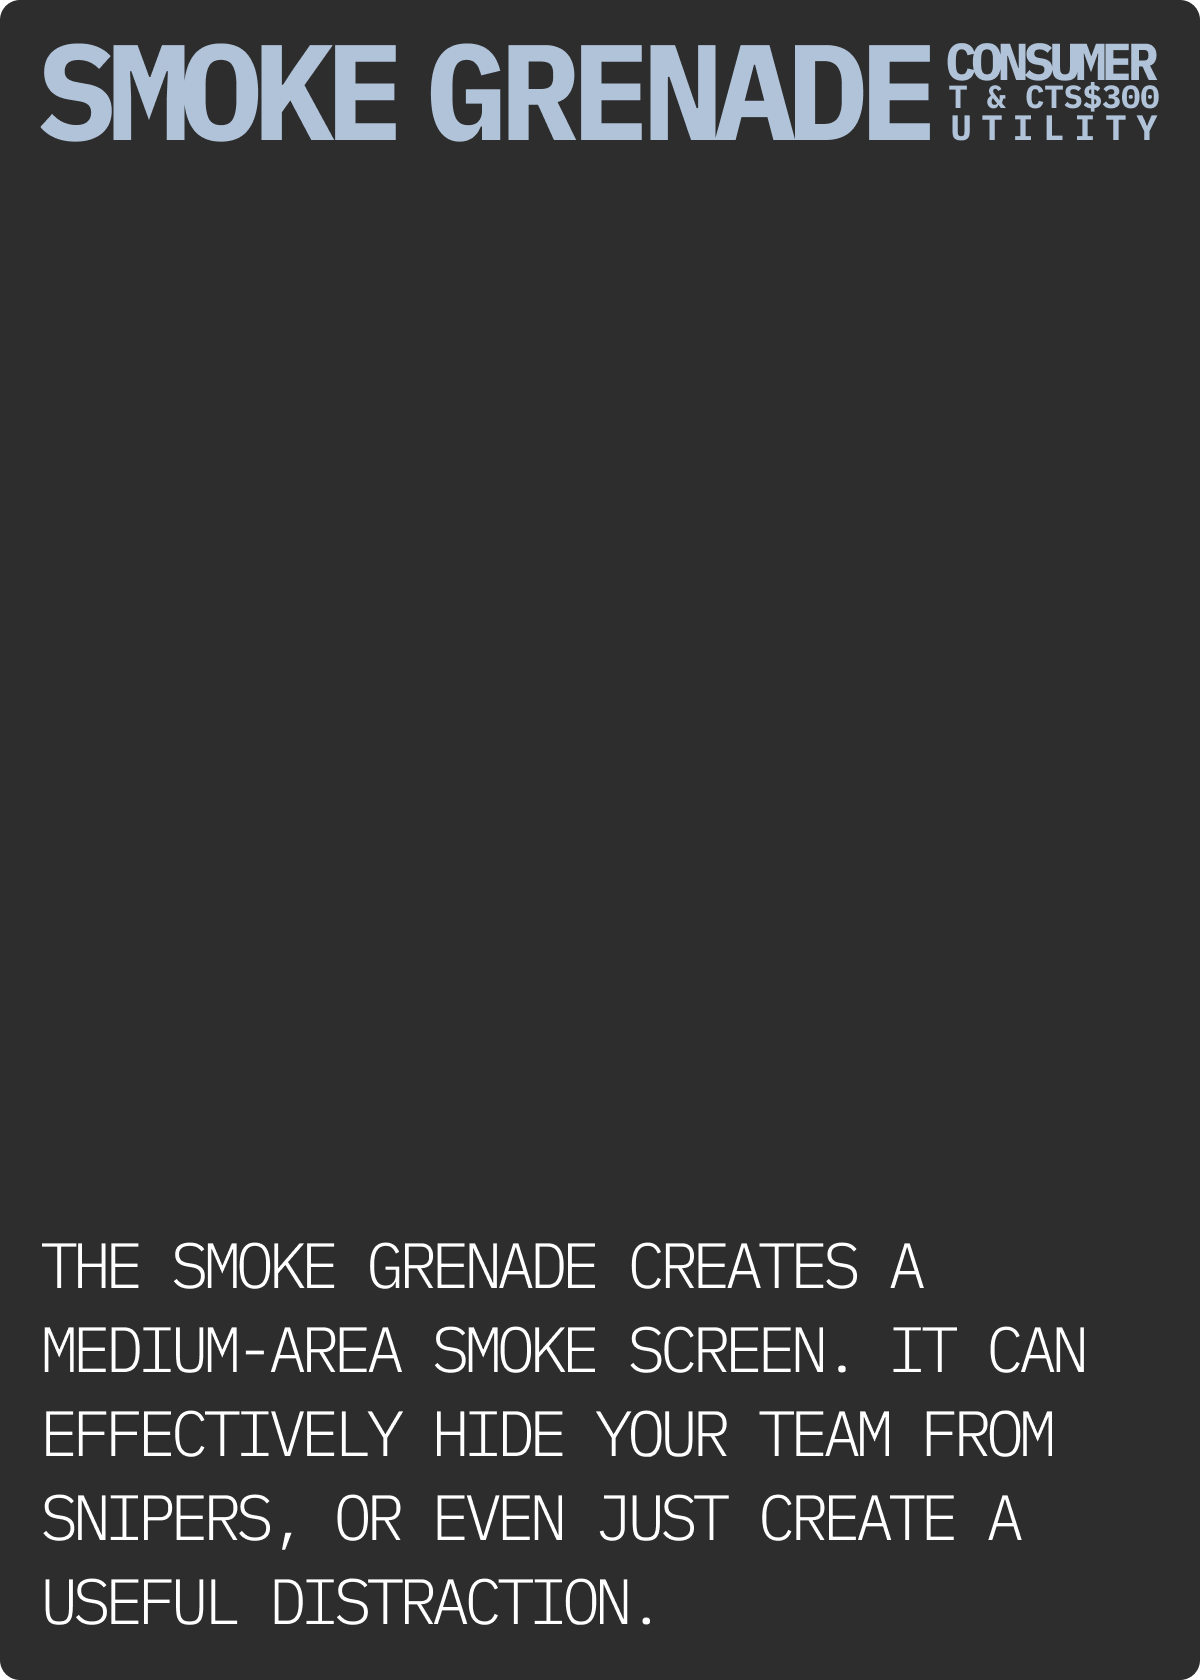 SMOKE GRENADE
CONSUMER
T & CTS$300
UTILITY
THE SMOKE GRENADE CREATES A
MEDIUM-AREA SMOKE SCREEN. IT CAN
EFFECTIVELY HIDE YOUR TEAM FROM
SNIPERS, OR EVEN JUST CREATE A
USEFUL DISTRACTION.